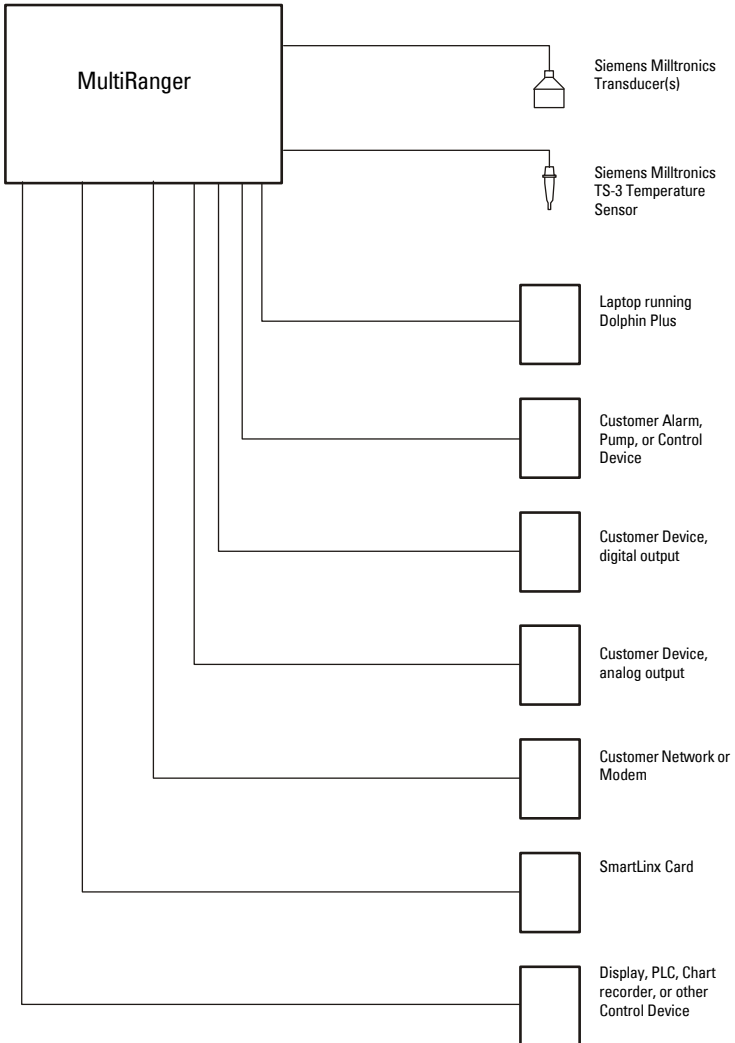 MultiRanger
Siemens Milltronics
Transducer(s)
Siemens Milltronics
TS-3 Temperature
Sensor
Laptop running
Dolphin Plus
Customer Alarm,
Pump, or Control
Device
Customer Device,
digital output
Customer Device,
analog output
Customer Network or
Modem
SmartLinx Card
Display, PLC, Chart
recorder, or other
Control Device